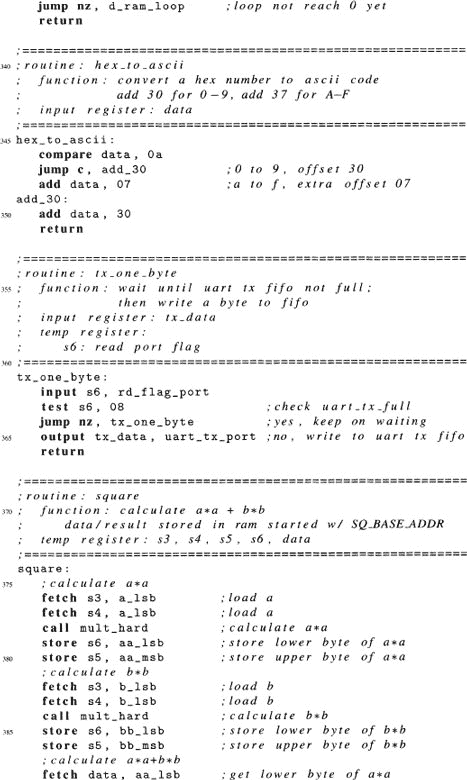 jump nz, d_ram_loop ;loop not reach 0 yet
return
;=========================================================
340 ;routine: hex_to_ascii
; function: convert a hex number to ascii code
; add 30 for 0-9, add 37 for A-F
; input register: data
;=========================================================
345 hex_to_ascii:
compare data, 0a
jump c, add_30 ;0 to 9, offset 30
add data, 07 ;a to f, extra offset 07
add_30:
350 add data, 30
return
;=========================================================
;routine: tx_one_byte
355 ; function: wait until uart tx fifo not full;
; then write a byte to fifo
; input register: tx_data
; temp register:
; s6: read port flag
360 ;=========================================================
tx_one_byte:
input s6, rd_flag_port
test s6, 08 ;check uart_tx_full
jump nz, tx_one_byte ;yes, keep on waiting
365 output tx_data, uart_tx_port ;no, write to uart tx fifo
return
;=========================================================
;routine: square
370 ; function: calculate a*a + b*b
; data/result stored in ram started w/ SQ_BASE_ADDR
; temp register: s3, s4, s5, s6, data
;=========================================================
square:
375 ;calculate a*a
fetch s3, a_lsb ;load a
fetch s4, a_lsb ;load a
call mult_hard ;calculate a*a
store s6, aa_lsb ;store lower byte of a*a
380 store s5, aa_msb ;store upper byte of a*a
;calculate b*b
fetch s3, b_lsb ;load b
fetch s4, b_lsb ;load b
call mult_hard ;calculate b*b
385 store s6, bb_lsb ;store lower byte of b*b
store s5, bb_msb ;store upper byte of b*b
;calculate a*a+b*b
fetch data, aa_lsb ;get lower byte of a*a